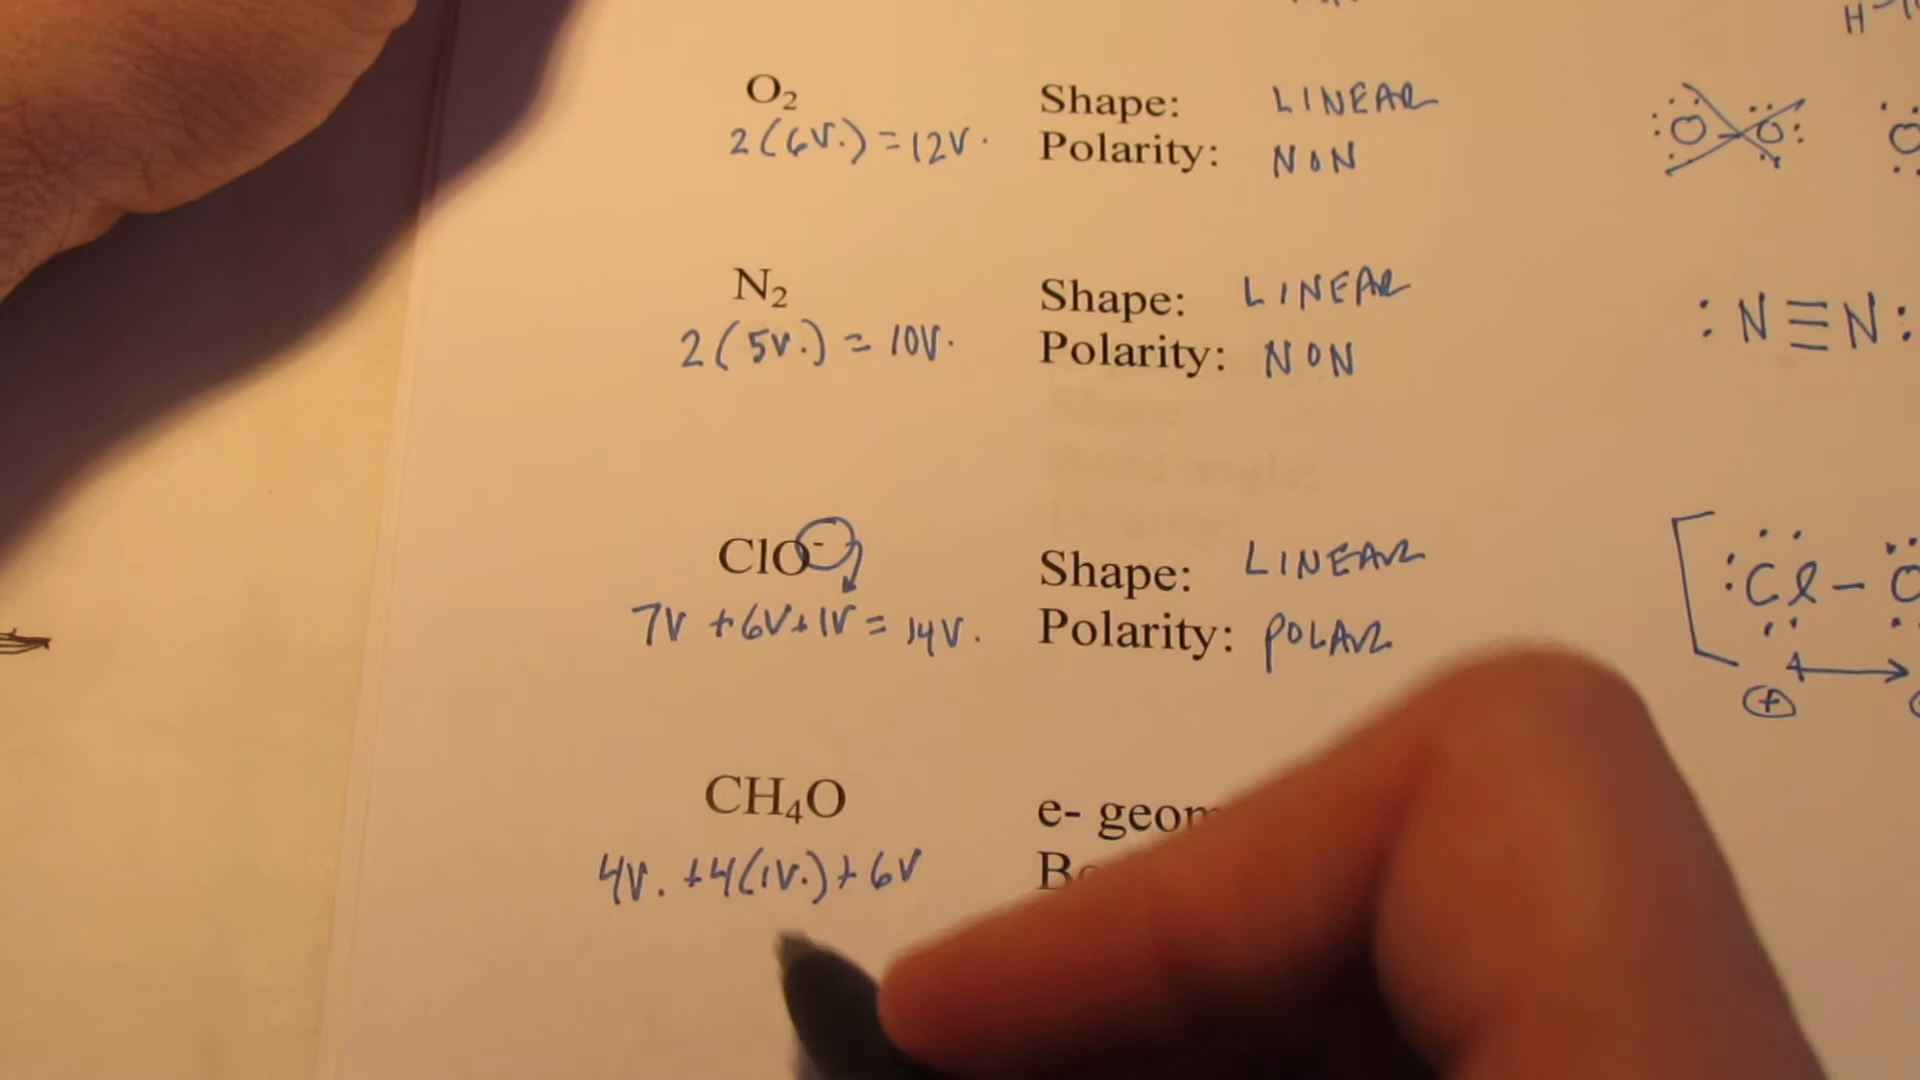 H
O₂ Shape: LINEAR
2(6V.) = 12V. Polarity: NON
:O-O: O
N₂ Shape: LINEAR
2(5V.) = 10V. Polarity: NON
:N≡N:
ClO⁻ Shape: LINEAR
7V + 6V + 1V = 14V. Polarity: POLAR
[:Cl-O
+
CH₄O e- geom
4V. + 4(1V.) + 6V